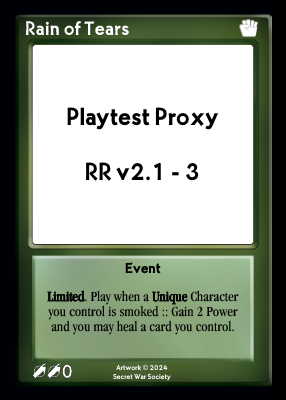 Rain of Tears
Playtest Proxy
RR v2.1 - 3
Event
Limited. Play when a Unique Character
you control is smoked :: Gain 2 Power
and you may heal a card you control.
0
Artwork © 2024
Secret War Society